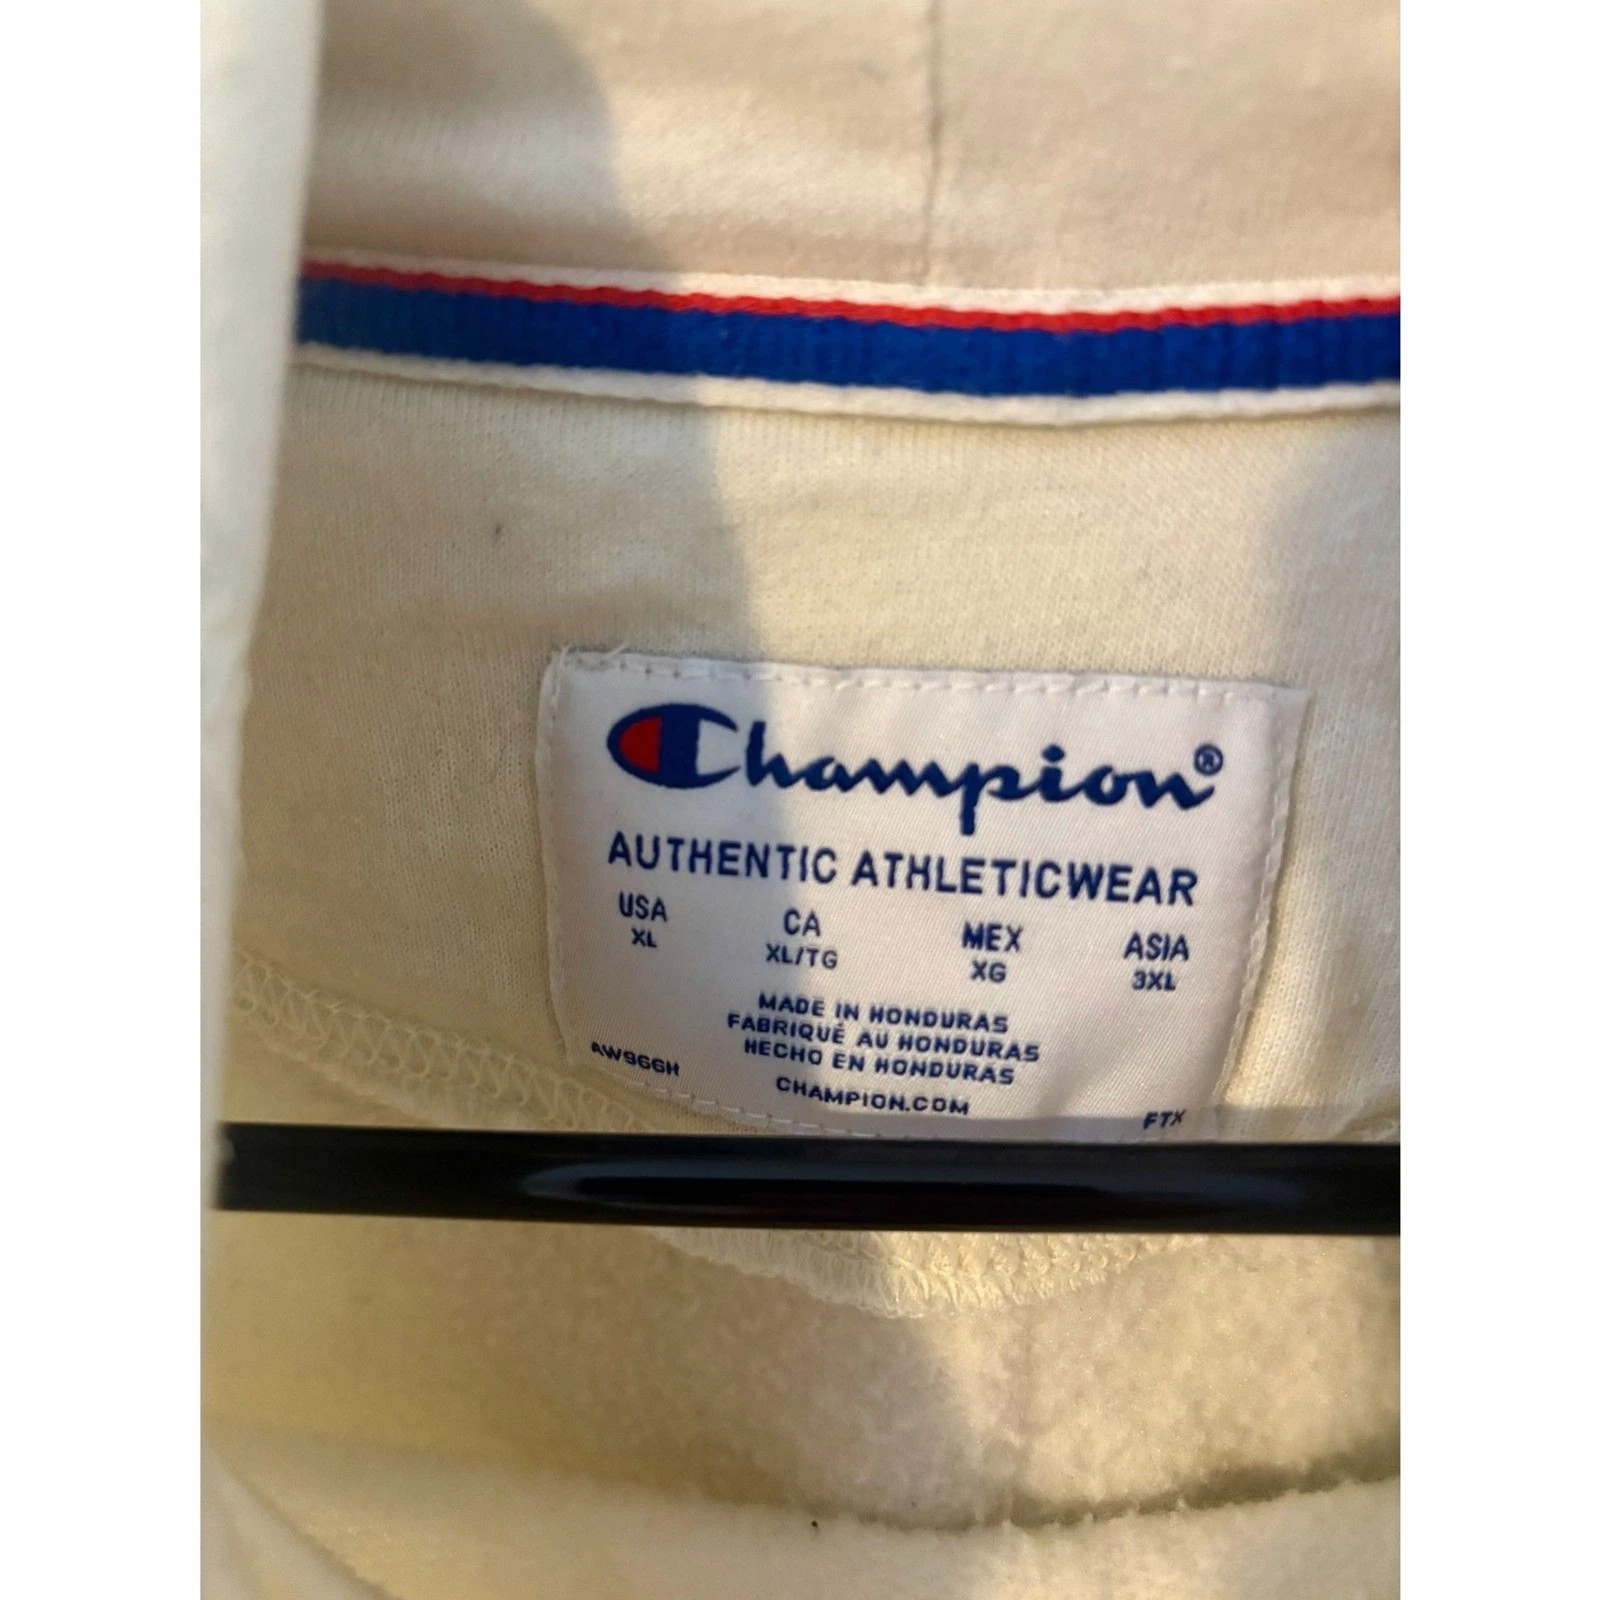 Champion®
AUTHENTIC ATHLETICWEAR
USA CA MEX ASIA
XL XL/TG XG 3XL
MADE IN HONDURAS
FABRIQUÉ AU HONDURAS
HECHO EN HONDURAS
AW966H
CHAMPION.COM
FTX